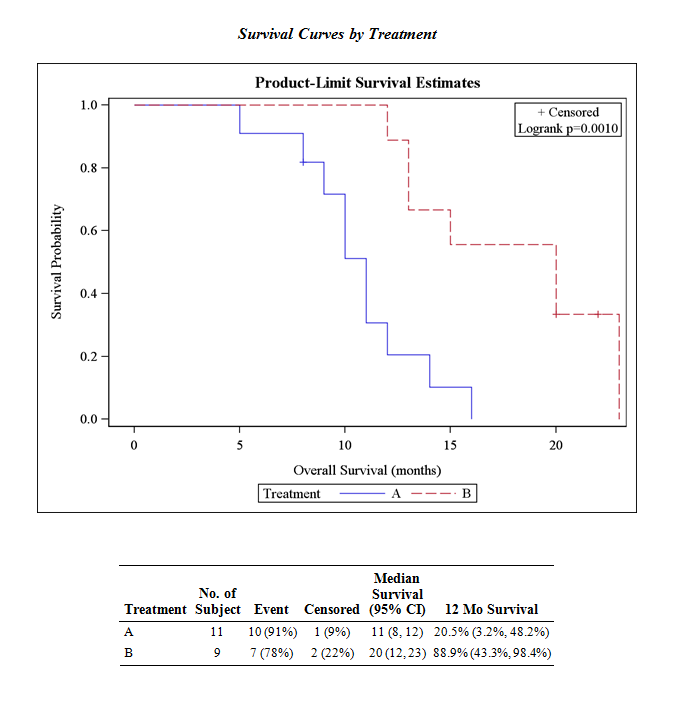 Survival Curves by Treatment
Product-Limit Survival Estimates
+ Censored
Logrank p=0.0010
1.0
0.8
0.6
0.4
0.2
0.0
Survival Probability
0 5 10 15 20
Overall Survival (months)
Treatment A B
Median
No. of Survival
Treatment Subject Event Censored (95% CI) 12 Mo Survival
A 11 10 (91%) 1 (9%) 11 (8, 12) 20.5% (3.2%, 48.2%)
B 9 7 (78%) 2 (22%) 20 (12, 23) 88.9% (43.3%, 98.4%)